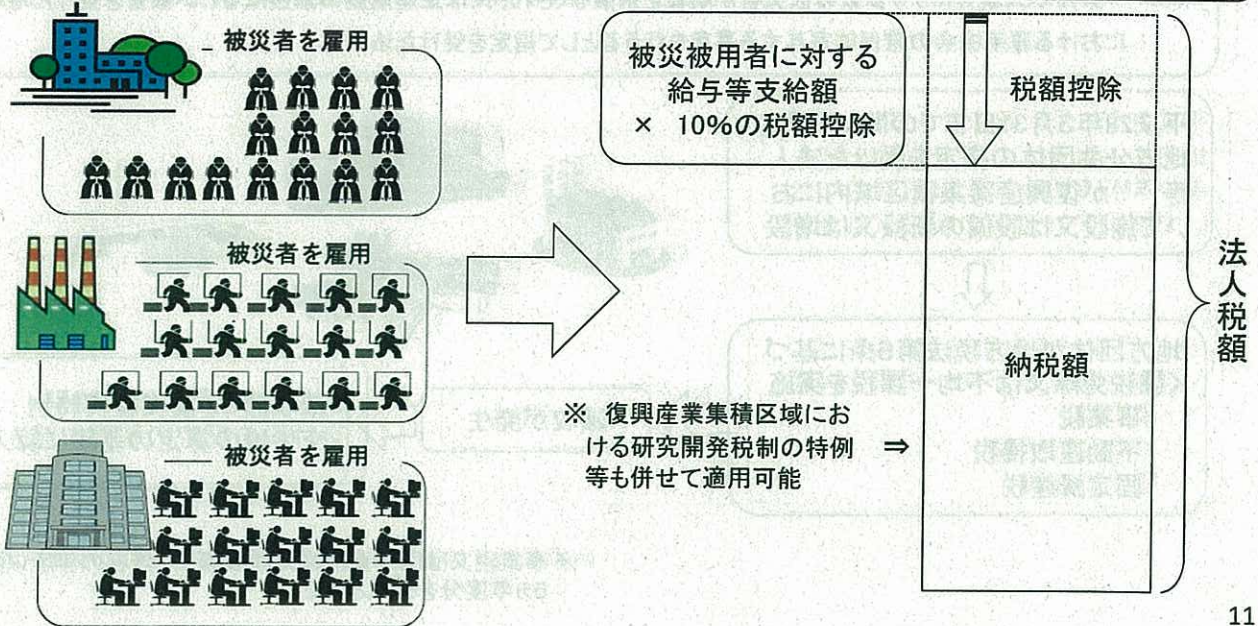 被災者を雇用
被災者を雇用
被災者を雇用
被災被用者に対する
給与等支給額
× 10%の税額控除
税額控除
納税額
法人税額
※ 復興産業集積区域にお
ける研究開発税制の特例 ⇒
等も併せて適用可能
11